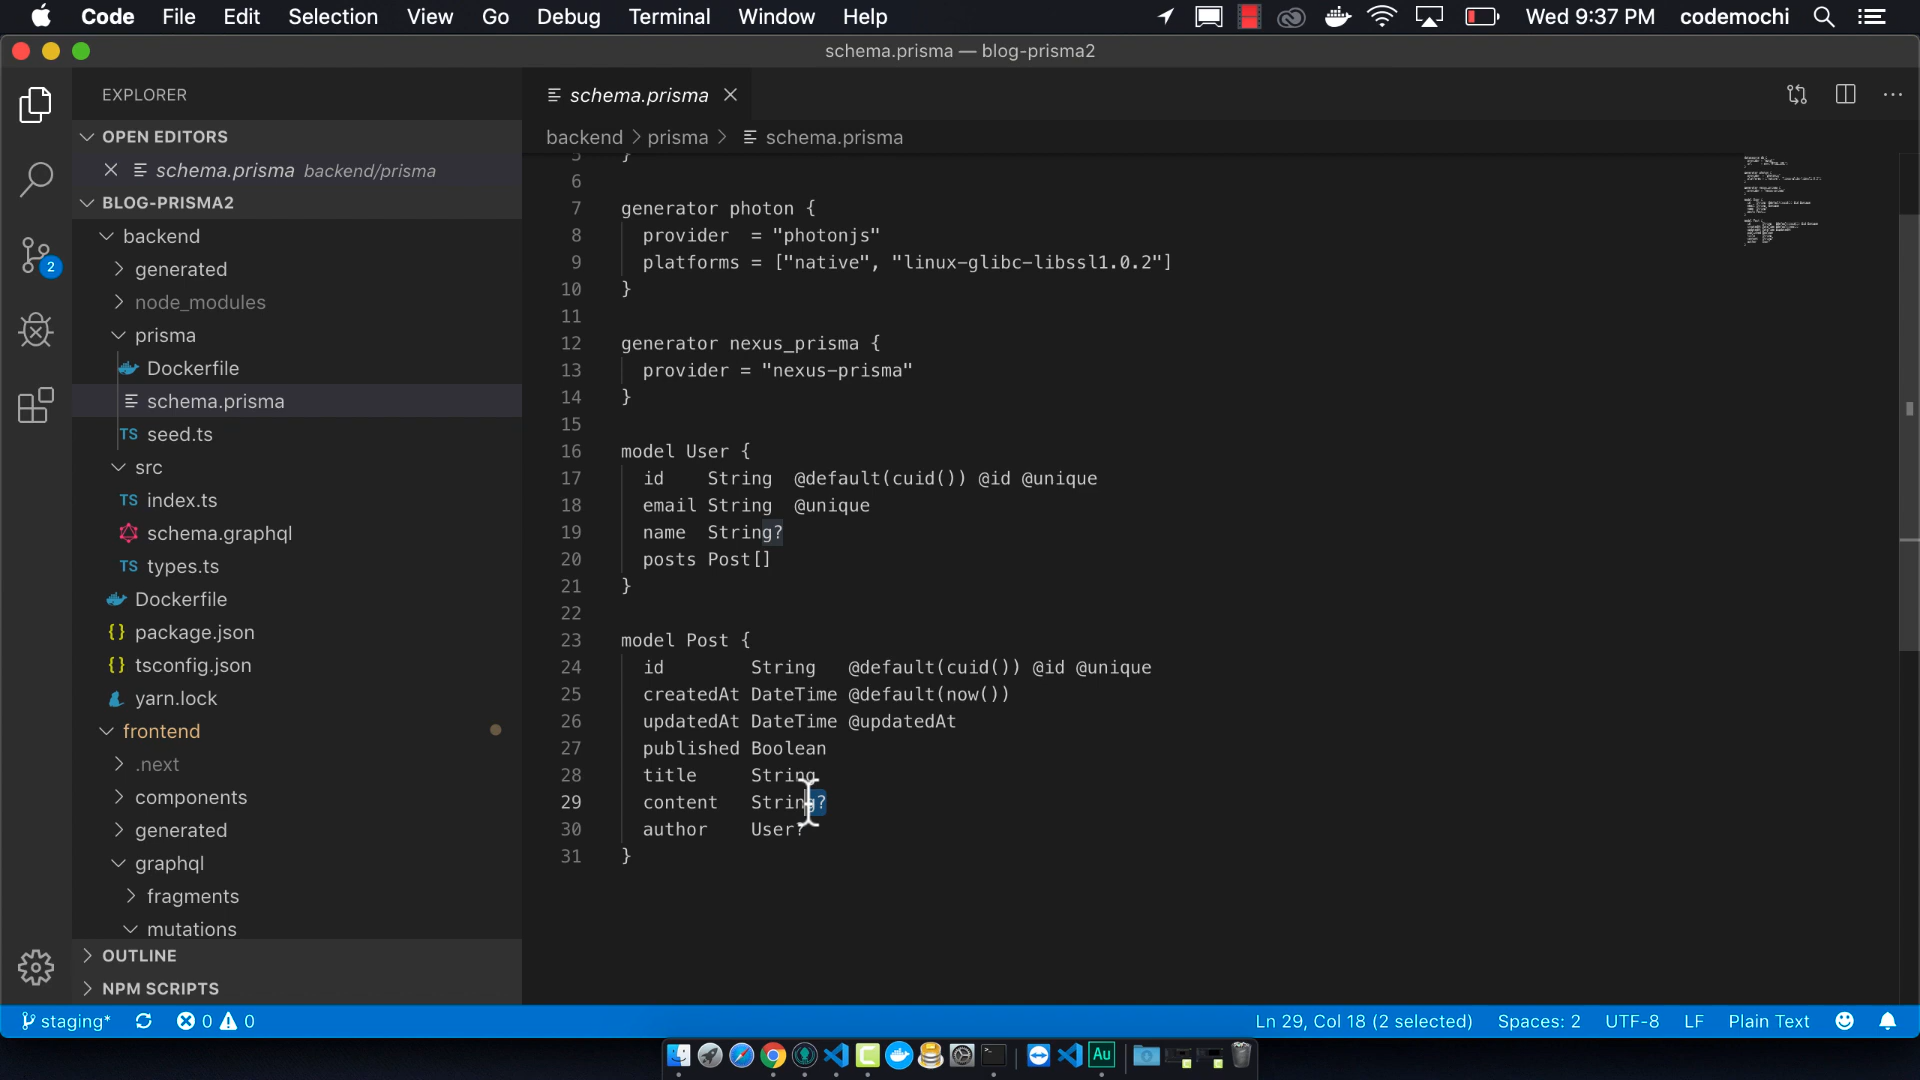 Code File Edit Selection View Go Debug Terminal Window Help Wed 9:37 PM codemochi
schema.prisma — blog-prisma2
EXPLORER
OPEN EDITORS
schema.prisma backend/prisma
BLOG-PRISMA2
backend
generated
node_modules
prisma
Dockerfile
schema.prisma
TS seed.ts
src
TS index.ts
schema.graphql
TS types.ts
Dockerfile
{} package.json
{} tsconfig.json
yarn.lock
frontend
.next
components
generated
graphql
fragments
mutations
OUTLINE
NPM SCRIPTS
2
schema.prisma
backend > prisma > schema.prisma
5 }
6
7 generator photon {
8 provider = "photonjs"
9 platforms = ["native", "linux-glibc-libssl1.0.2"]
10 }
11
12 generator nexus_prisma {
13 provider = "nexus-prisma"
14 }
15
16 model User {
17 id String @default(cuid()) @id @unique
18 email String @unique
19 name String?
20 posts Post[]
21 }
22
23 model Post {
24 id String @default(cuid()) @id @unique
25 createdAt DateTime @default(now())
26 updatedAt DateTime @updatedAt
27 published Boolean
28 title String
29 content String?
30 author User?
31 }
staging* 0 0 Ln 29, Col 18 (2 selected) Spaces: 2 UTF-8 LF Plain Text
Au